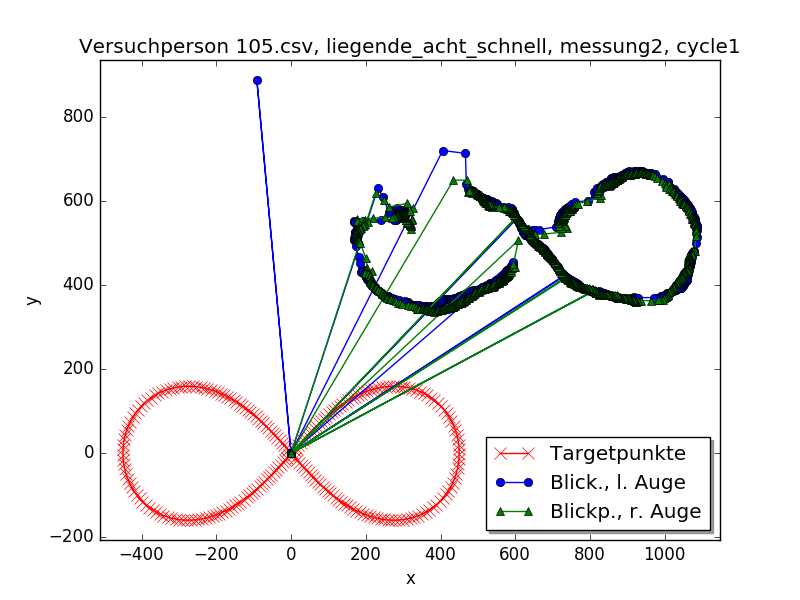 Versuchperson 105.csv, liegende_acht_schnell, messung2, cycle1
y
800
600
400
200
0
−200
−400
−200
0
200
400
600
800
1000
x
Targetpunkte
Blick., l. Auge
Blickp., r. Auge